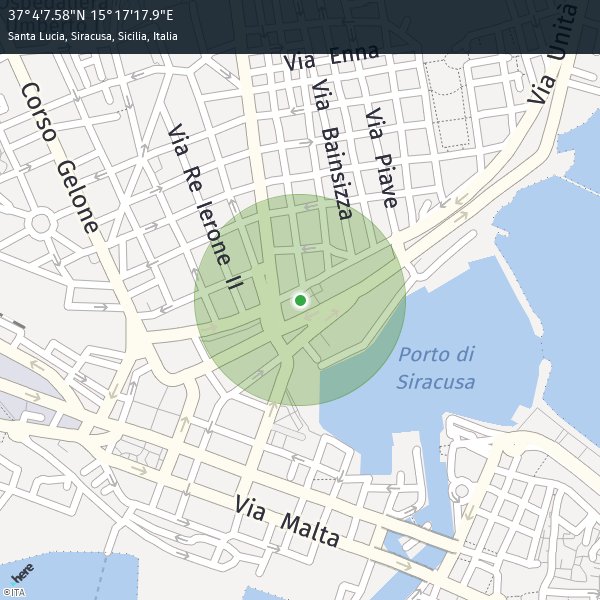 37°4'7.58"N 15°17'17.9"E
Santa Lucia, Siracusa, Sicilia, Italia
Via Enna
Via Unità
Corso Gelone
Via Re Ierone II
Via Bainsizza
Via Piave
Porto di
Siracusa
Via Malta
here
©ITA